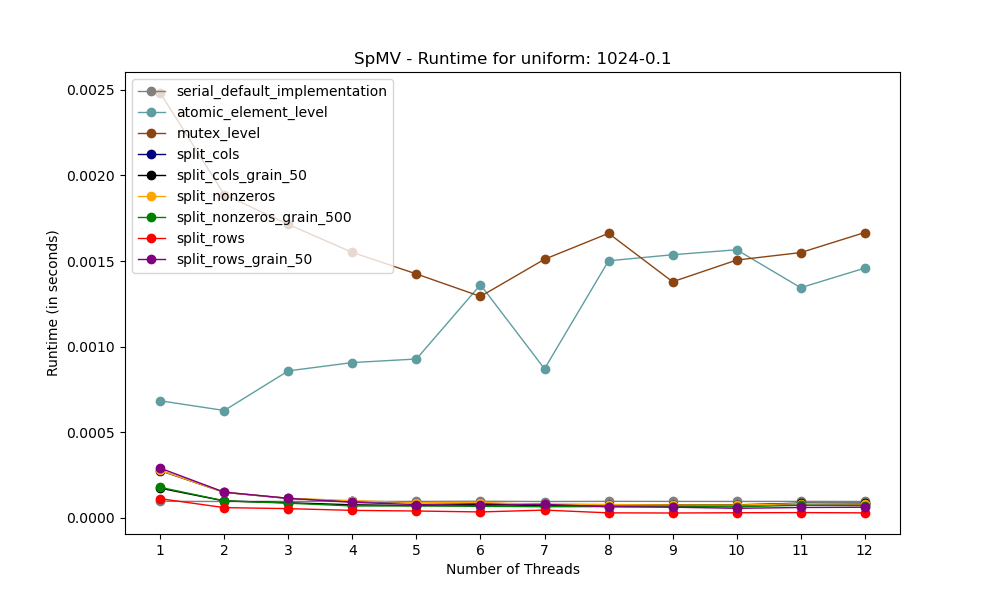 SpMV - Runtime for uniform: 1024-0.1
serial_default_implementation
atomic_element_level
mutex_level
split_cols
split_cols_grain_50
split_nonzeros
split_nonzeros_grain_500
split_rows
split_rows_grain_50
Runtime (in seconds)
0.0025
0.0020
0.0015
0.0010
0.0005
0.0000
1 2 3 4 5 6 7 8 9 10 11 12
Number of Threads